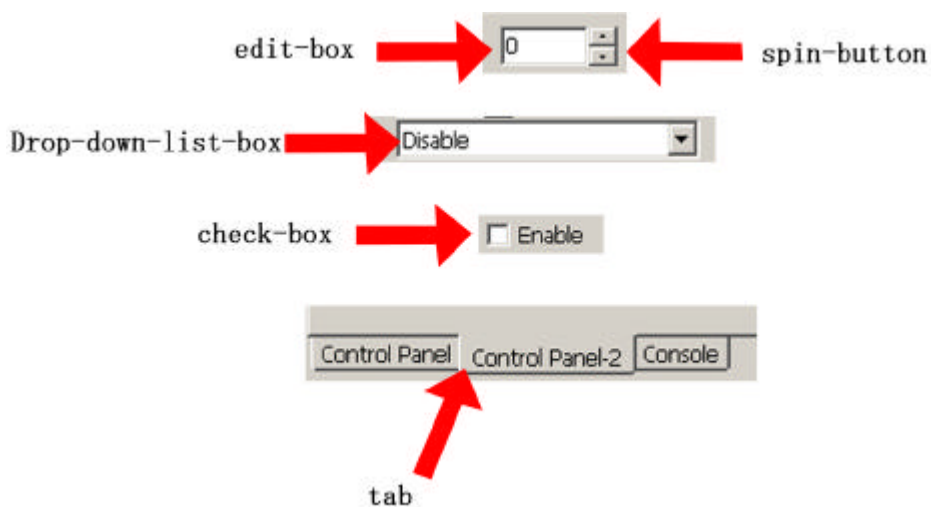 edit-box 0 spin-button
Drop-down-list-box Disable
check-box Enable
Control Panel Control Panel-2 Console
tab